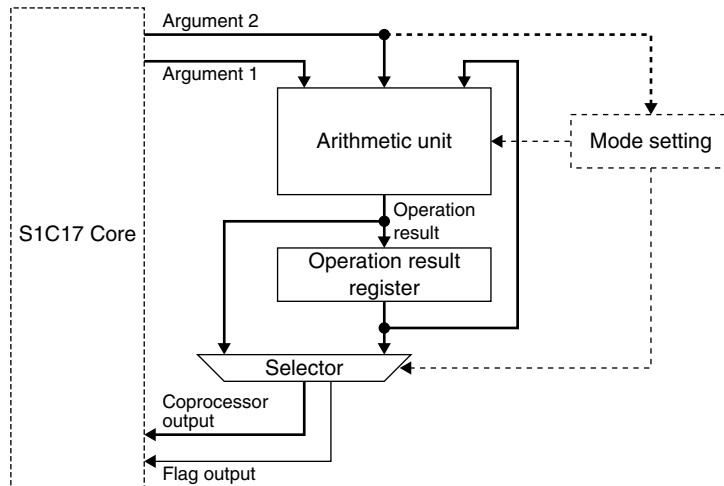 Argument 2
Argument 1
Arithmetic unit
Mode setting
S1C17 Core
Operation
result
Operation result
register
Selector
Coprocessor
output
Flag output